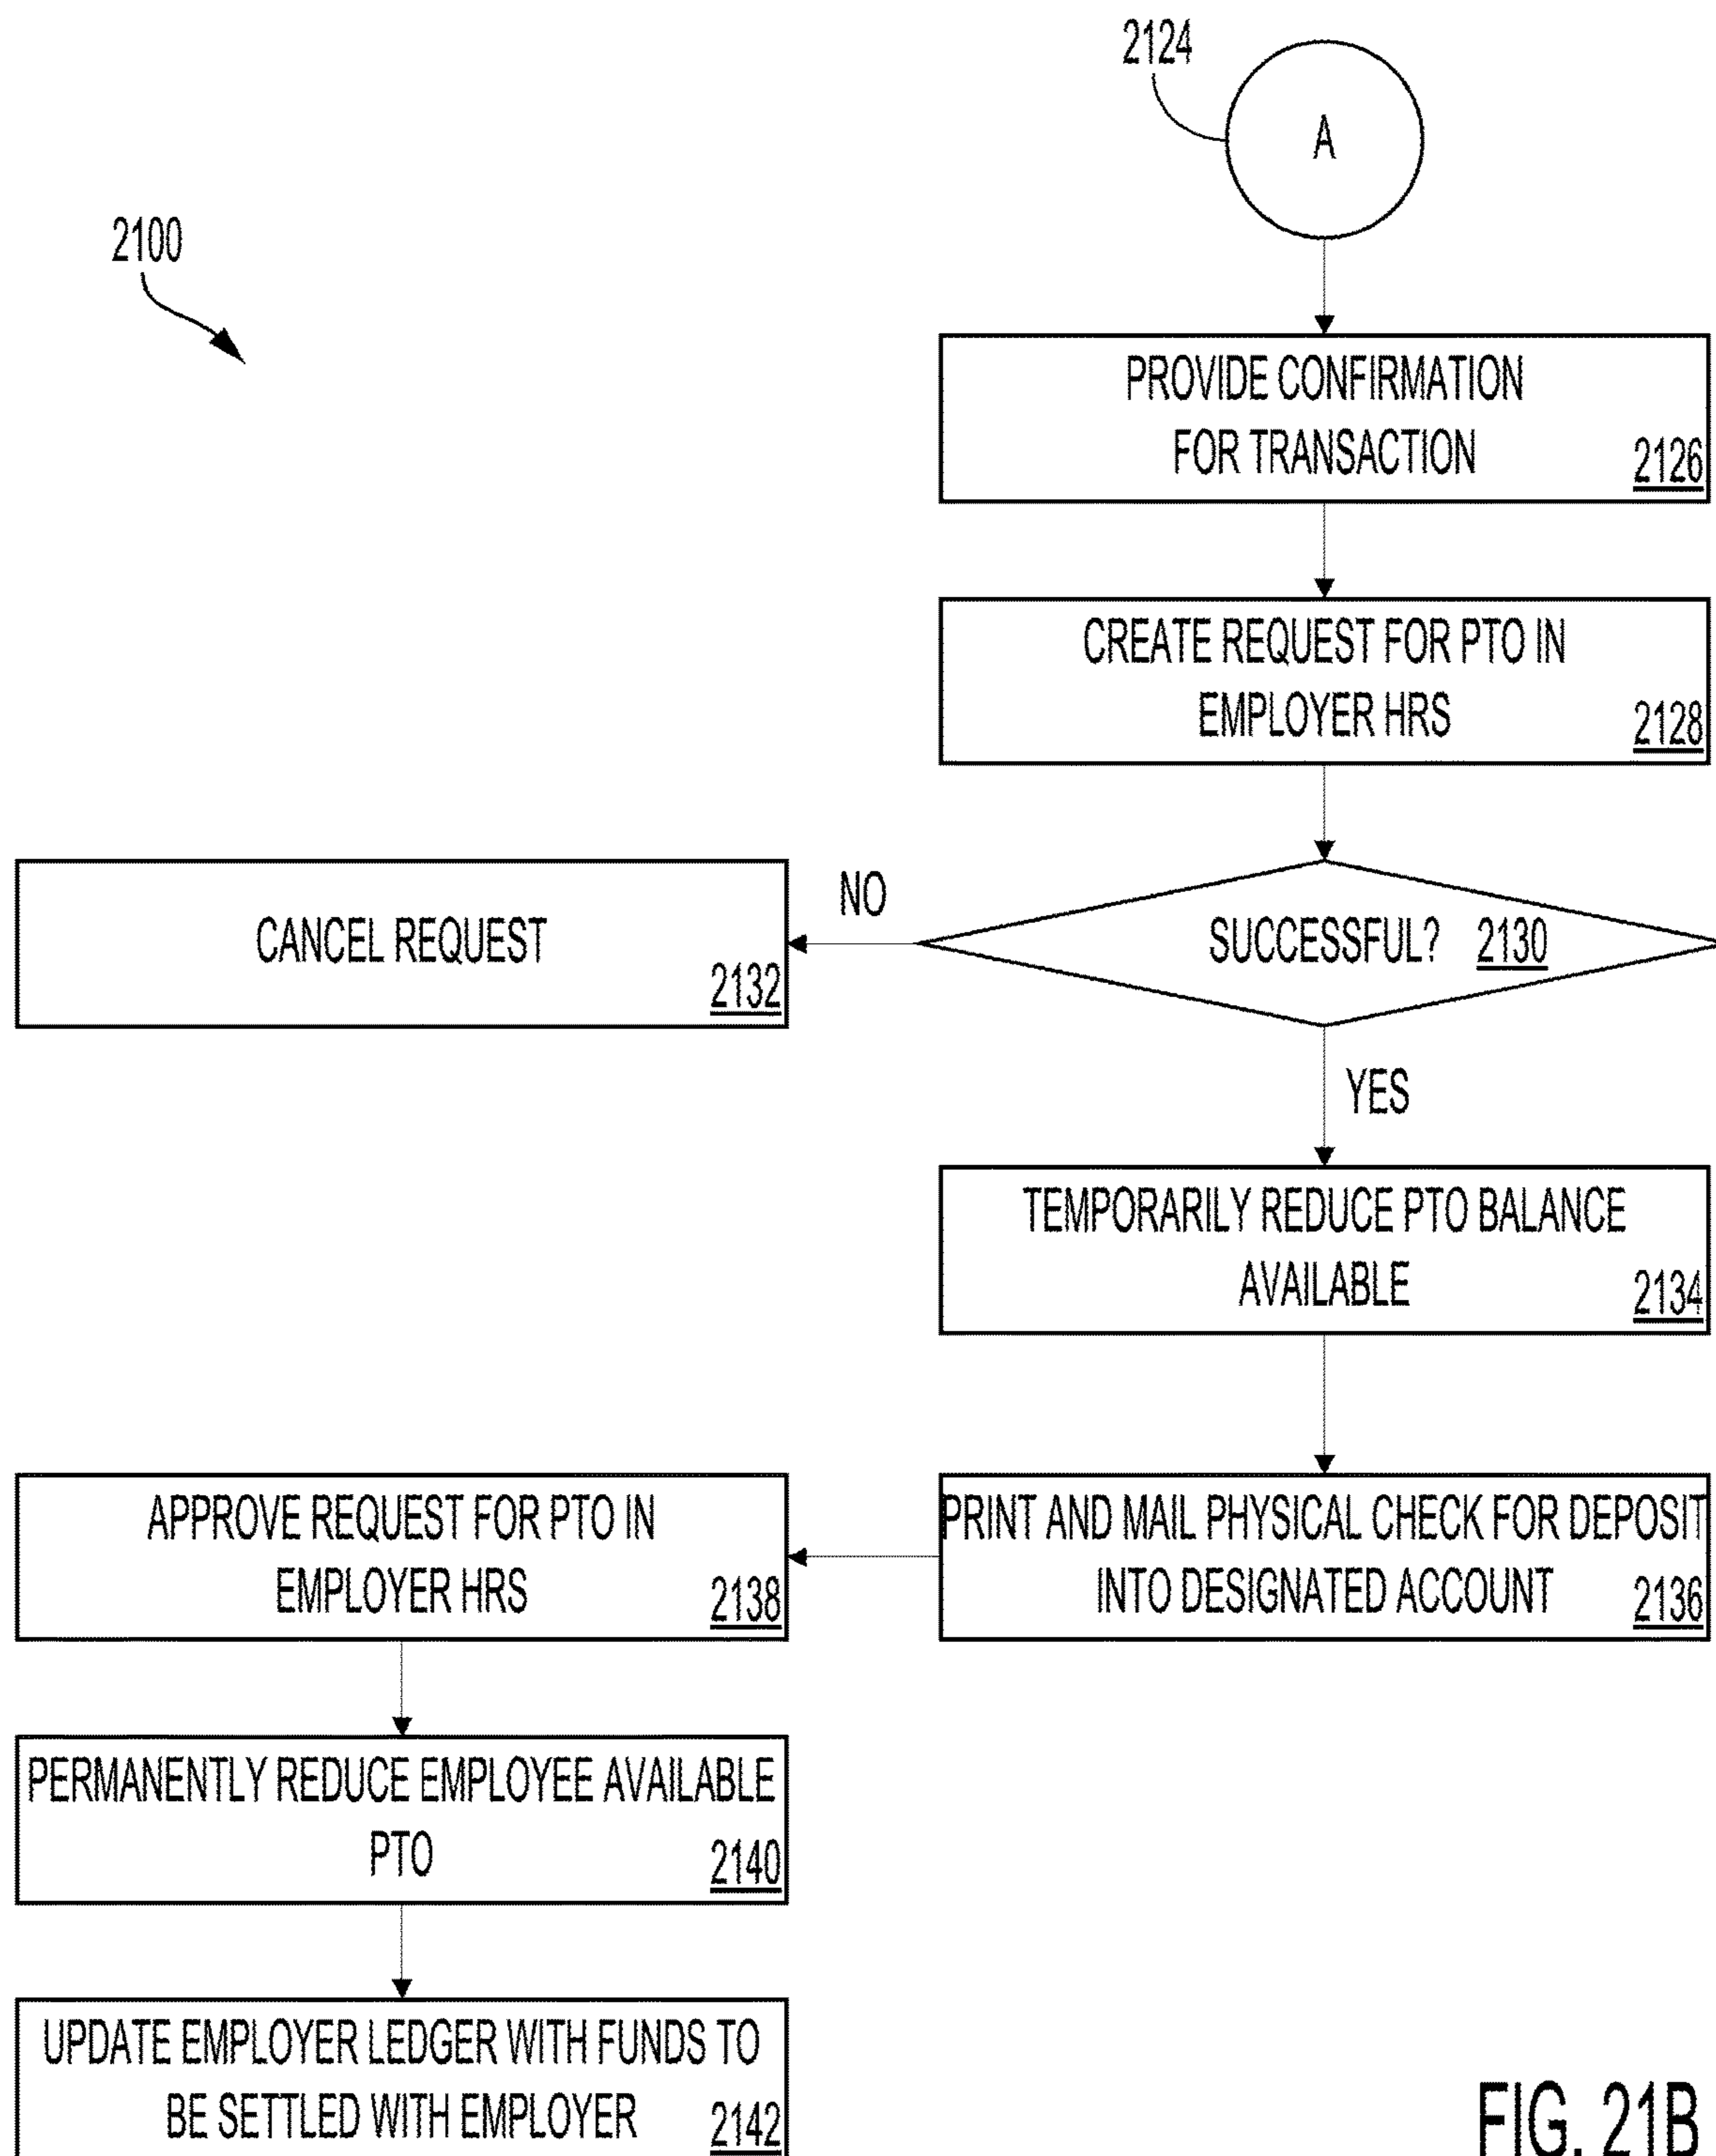 2124
A
2100
PROVIDE CONFIRMATION
FOR TRANSACTION
2126
CREATE REQUEST FOR PTO IN
EMPLOYER HRS
2128
SUCCESSFUL? 2130
NO
CANCEL REQUEST
2132
YES
TEMPORARILY REDUCE PTO BALANCE
AVAILABLE
2134
PRINT AND MAIL PHYSICAL CHECK FOR DEPOSIT
INTO DESIGNATED ACCOUNT
2136
APPROVE REQUEST FOR PTO IN
EMPLOYER HRS
2138
PERMANENTLY REDUCE EMPLOYEE AVAILABLE
PTO
2140
UPDATE EMPLOYER LEDGER WITH FUNDS TO
BE SETTLED WITH EMPLOYER
2142
FIG. 21B